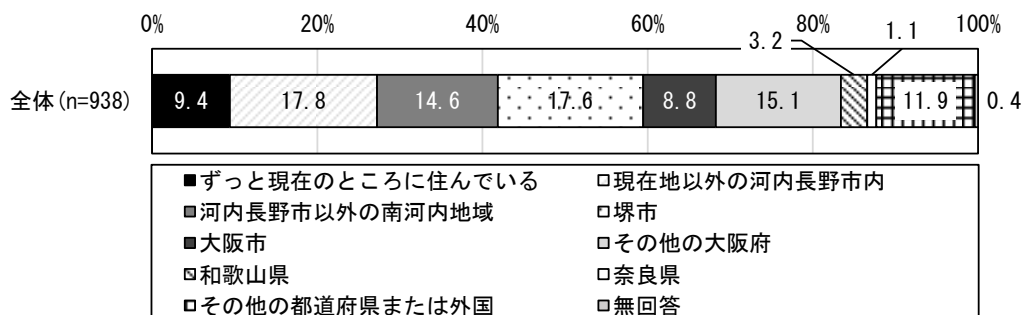 0% 20% 40% 60% 80% 100%
3.2 1.1
全体(n=938) 9.4 17.8 14.6 17.6 8.8 15.1 11.9 0.4
ずっと現在のところに住んでいる 現在地以外の河内長野市内
河内長野市以外の南河内地域 堺市
大阪市 その他の大阪府
和歌山県 奈良県
その他の都道府県または外国 無回答